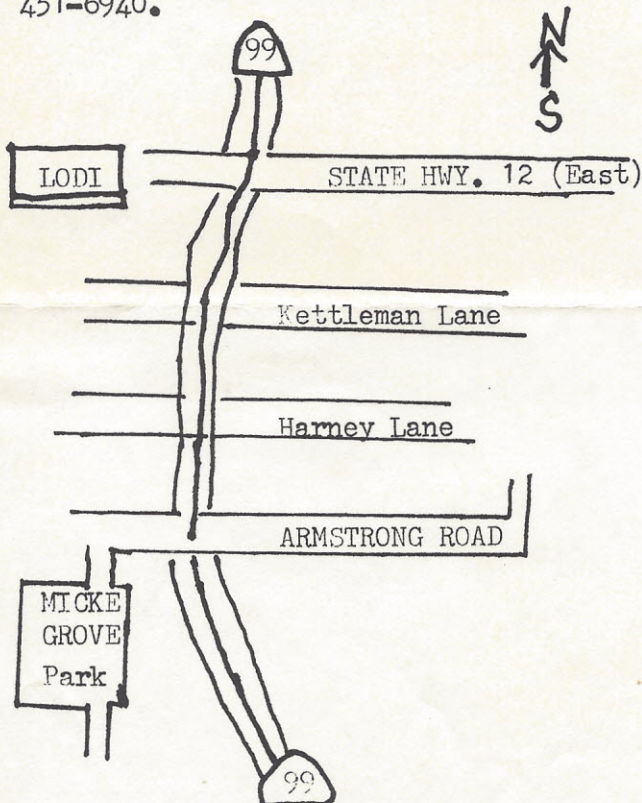 451-6940.
99
N
S
LODI
STATE HWY. 12 (East)
Kettleman Lane
Harney Lane
ARMSTRONG ROAD
MICKE
GROVE
Park
99